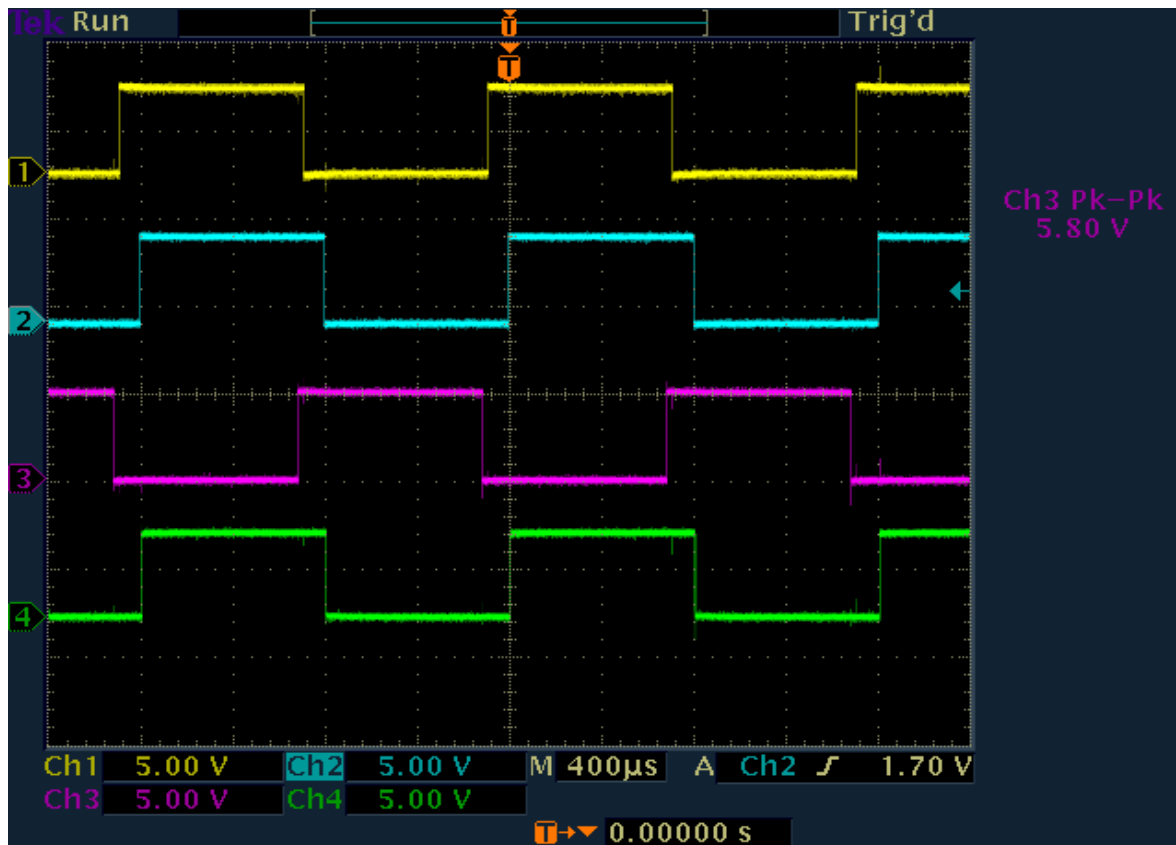 Tek Run Trig'd
T
T
1
Ch3 Pk-Pk
5.80 V
2
3
4
Ch1 5.00 V Ch2 5.00 V M 400µs A Ch2 1.70 V
Ch3 5.00 V Ch4 5.00 V
T 0.00000 s